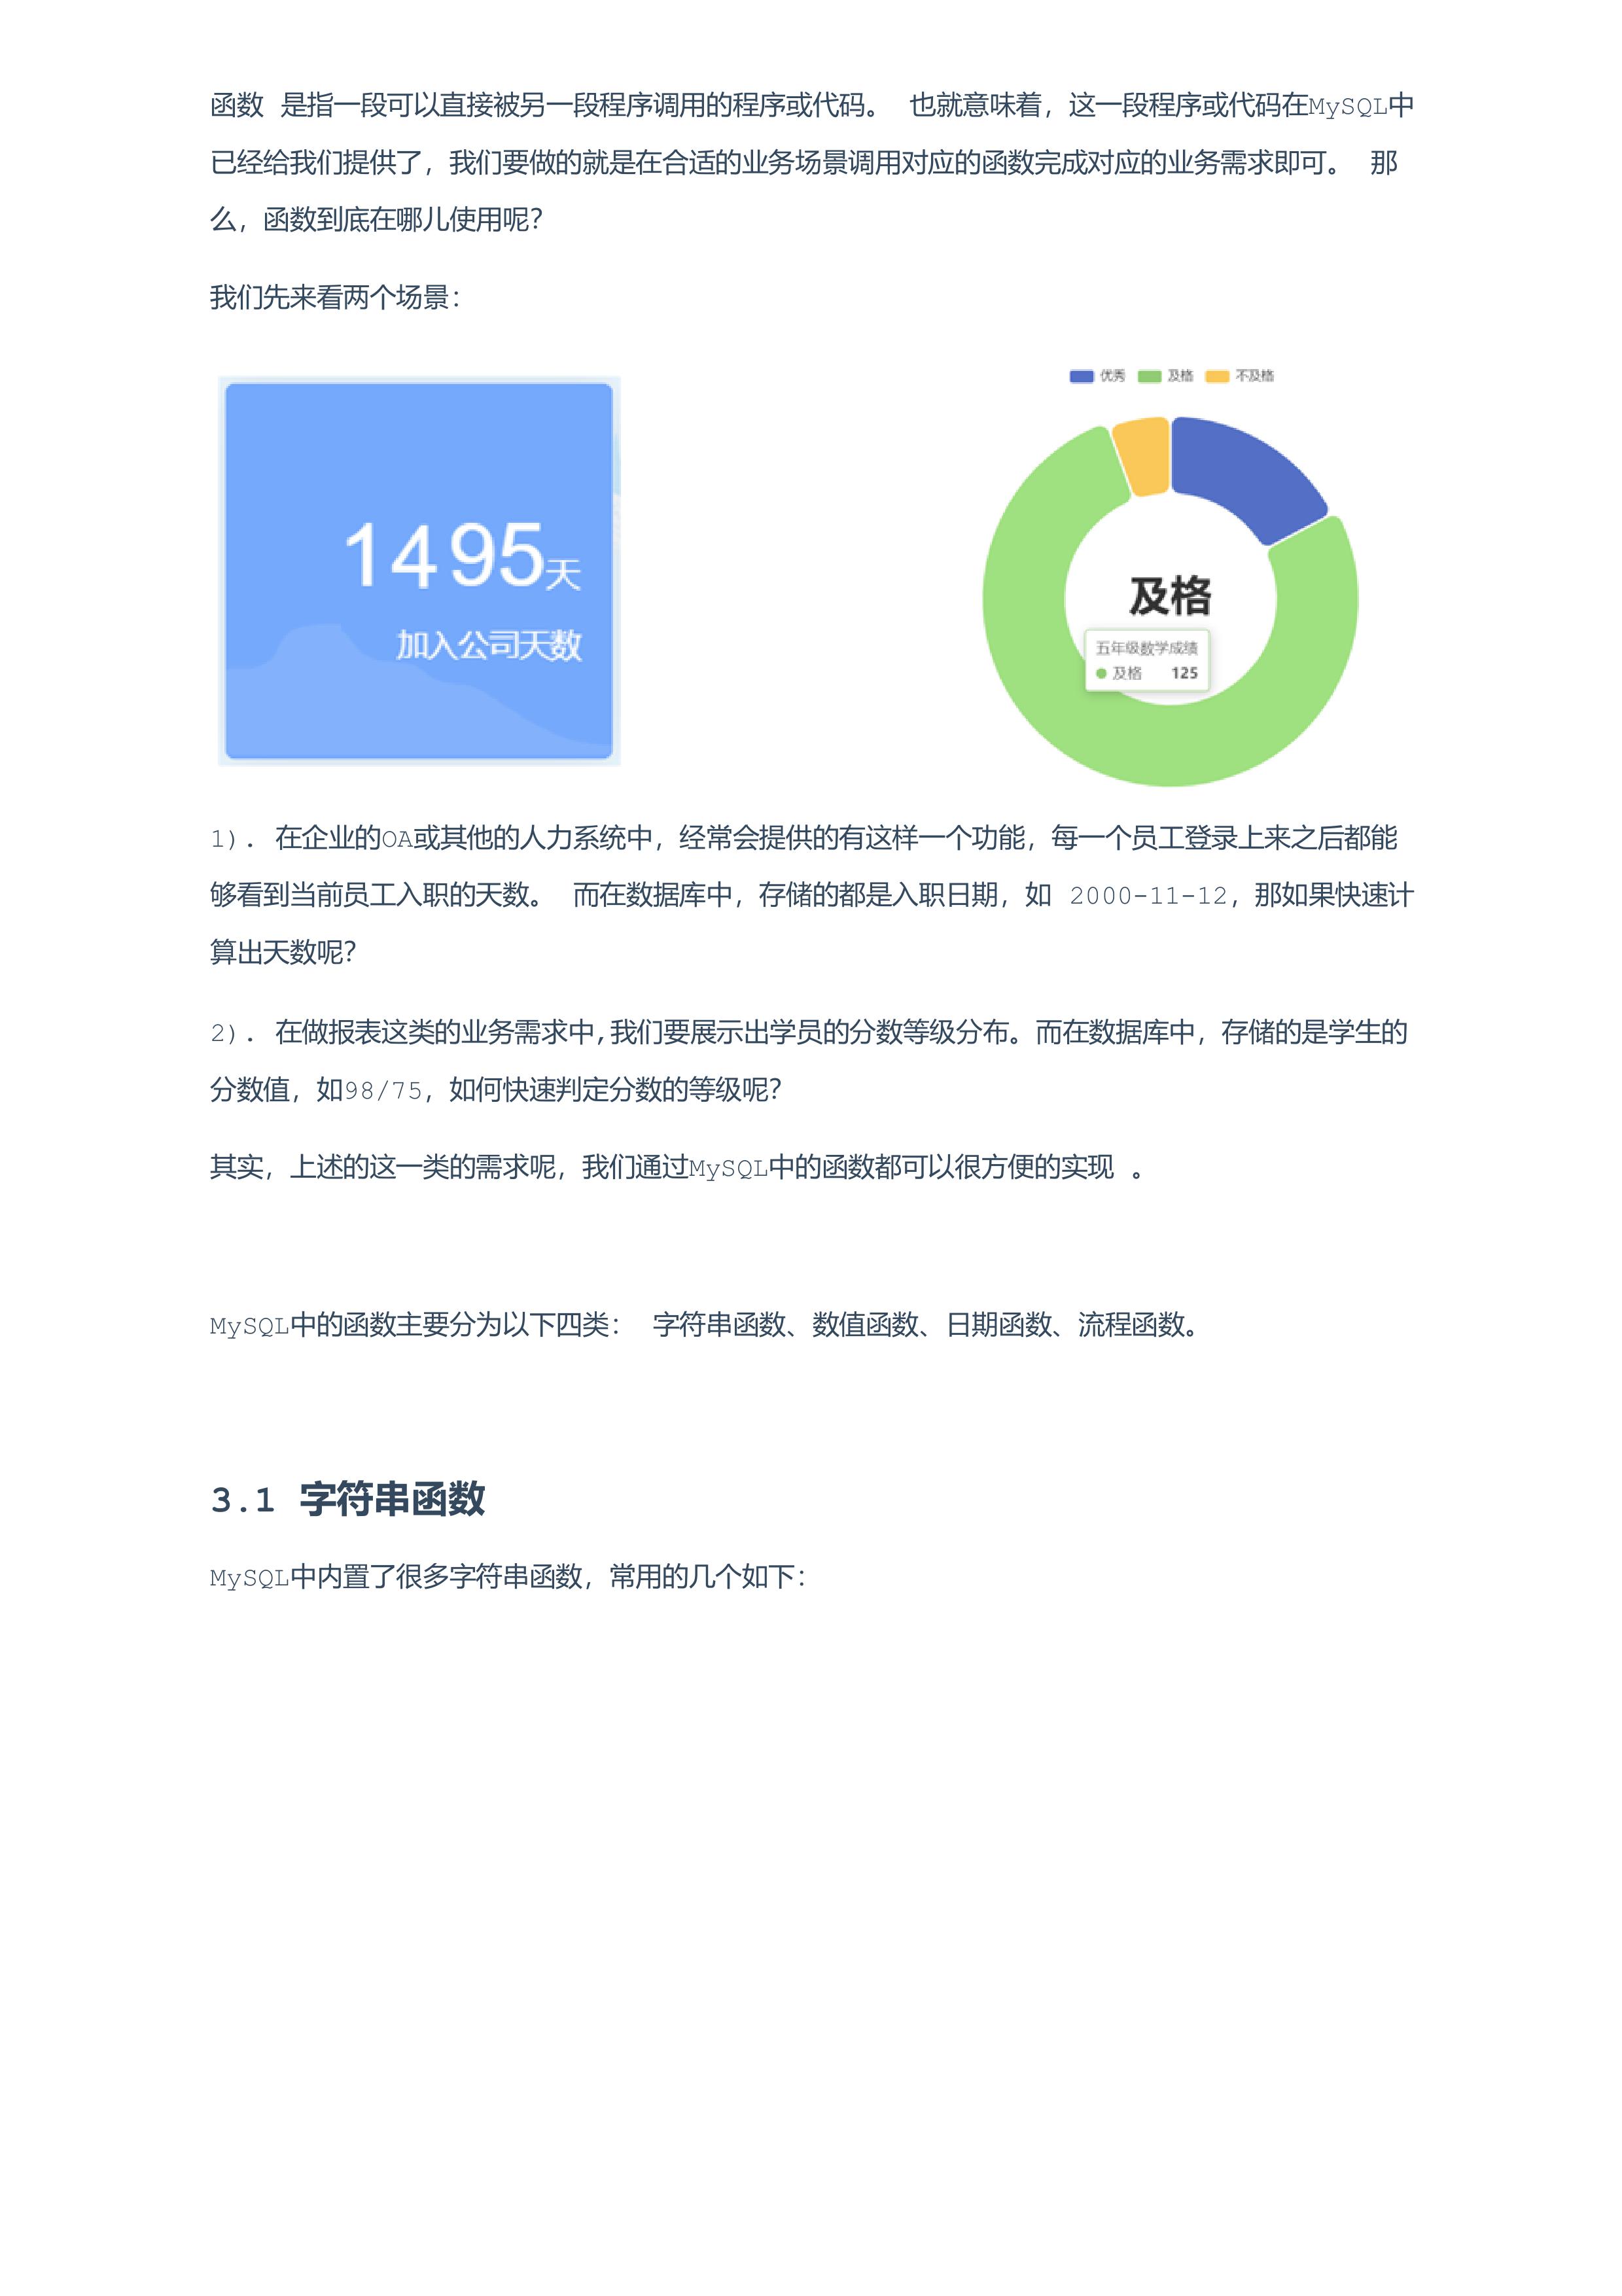 函数 是指一段可以直接被另一段程序调用的程序或代码。 也就意味着，这一段程序或代码在MySQL中
已经给我们提供了，我们要做的就是在合适的业务场景调用对应的函数完成对应的业务需求即可。 那
么，函数到底在哪儿使用呢？
我们先来看两个场景：
1495天
加入公司天数
优秀 及格 不及格
及格
五年级数学成绩
及格 125
1). 在企业的OA或其他的人力系统中，经常会提供的有这样一个功能，每一个员工登录上来之后都能
够看到当前员工入职的天数。 而在数据库中，存储的都是入职日期，如 2000-11-12，那如果快速计
算出天数呢？
2). 在做报表这类的业务需求中,我们要展示出学员的分数等级分布。而在数据库中，存储的是学生的
分数值，如98/75，如何快速判定分数的等级呢？
其实，上述的这一类的需求呢，我们通过MySQL中的函数都可以很方便的实现 。
MySQL中的函数主要分为以下四类： 字符串函数、数值函数、日期函数、流程函数。
3.1 字符串函数
MySQL中内置了很多字符串函数，常用的几个如下：